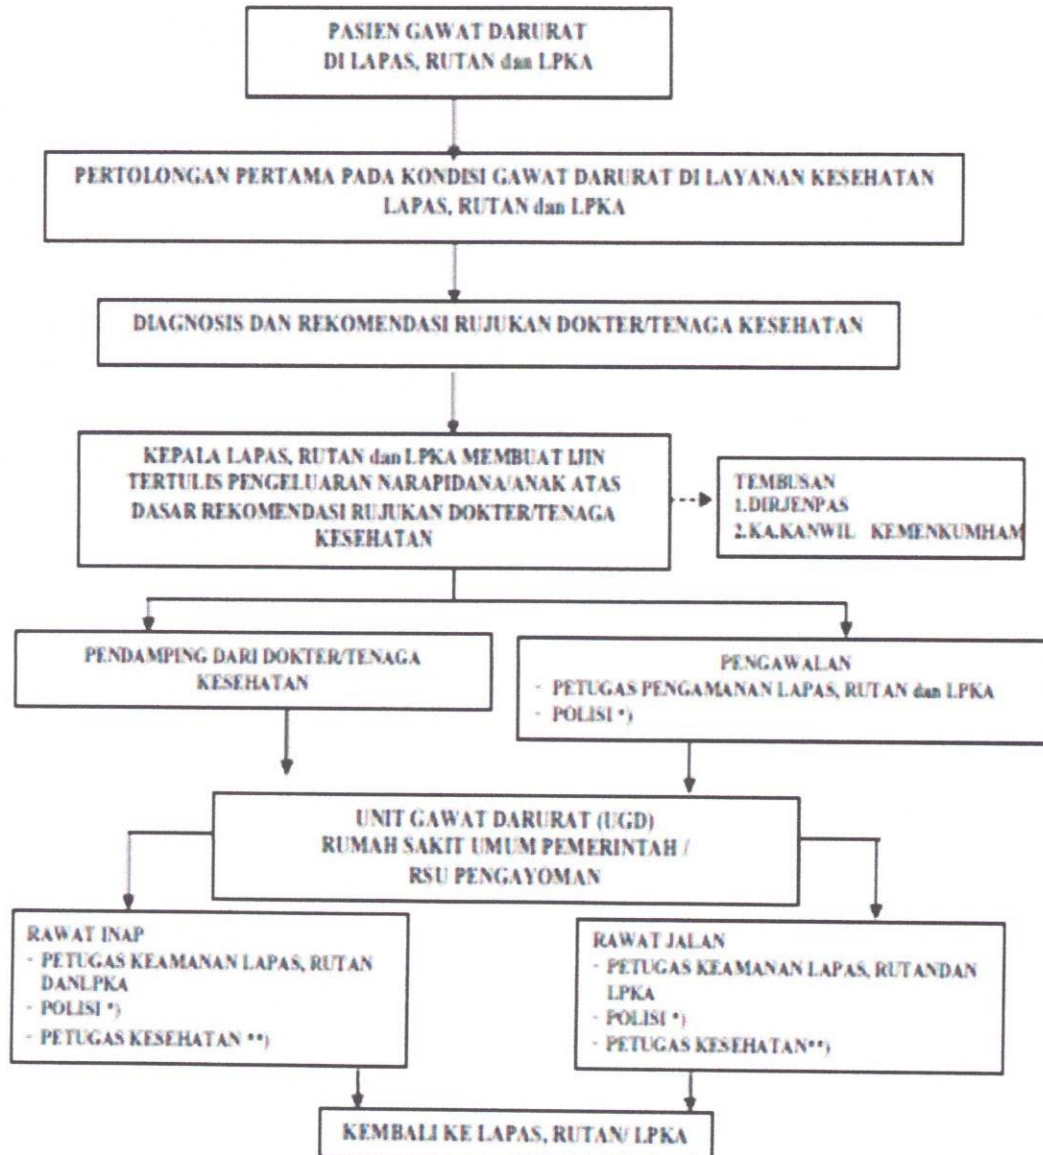 PASIEN GAWAT DARURAT
DI LAPAS, RUTAN dan LPKA
PERTOLONGAN PERTAMA PADA KONDISI GAWAT DARURAT DI LAYANAN KESEHATAN
LAPAS, RUTAN dan LPKA
DIAGNOSIS DAN REKOMENDASI RUJUKAN DOKTER/TENAGA KESEHATAN
KEPALA LAPAS, RUTAN dan LPKA MEMBUAT IJIN
TERTULIS PENGELUARAN NARAPIDANA/ANAK ATAS
DASAR REKOMENDASI RUJUKAN DOKTER/TENAGA
KESEHATAN
TEMBUSAN
1.DIRJENPAS
2.KA.KANWIL KEMENKUMHAM
PENDAMPING DARI DOKTER/TENAGA
KESEHATAN
PENGAWALAN
- PETUGAS PENGAMANAN LAPAS, RUTAN dan LPKA
- POLISI *)
UNIT GAWAT DARURAT (UGD)
RUMAH SAKIT UMUM PEMERINTAH /
RSU PENGAYOMAN
RAWAT INAP
- PETUGAS KEAMANAN LAPAS, RUTAN
DANLPKA
- POLISI *)
- PETUGAS KESEHATAN **)
RAWAT JALAN
- PETUGAS KEAMANAN LAPAS, RUTANDAN
LPKA
- POLISI *)
- PETUGAS KESEHATAN**)
KEMBALI KE LAPAS, RUTAN/ LPKA